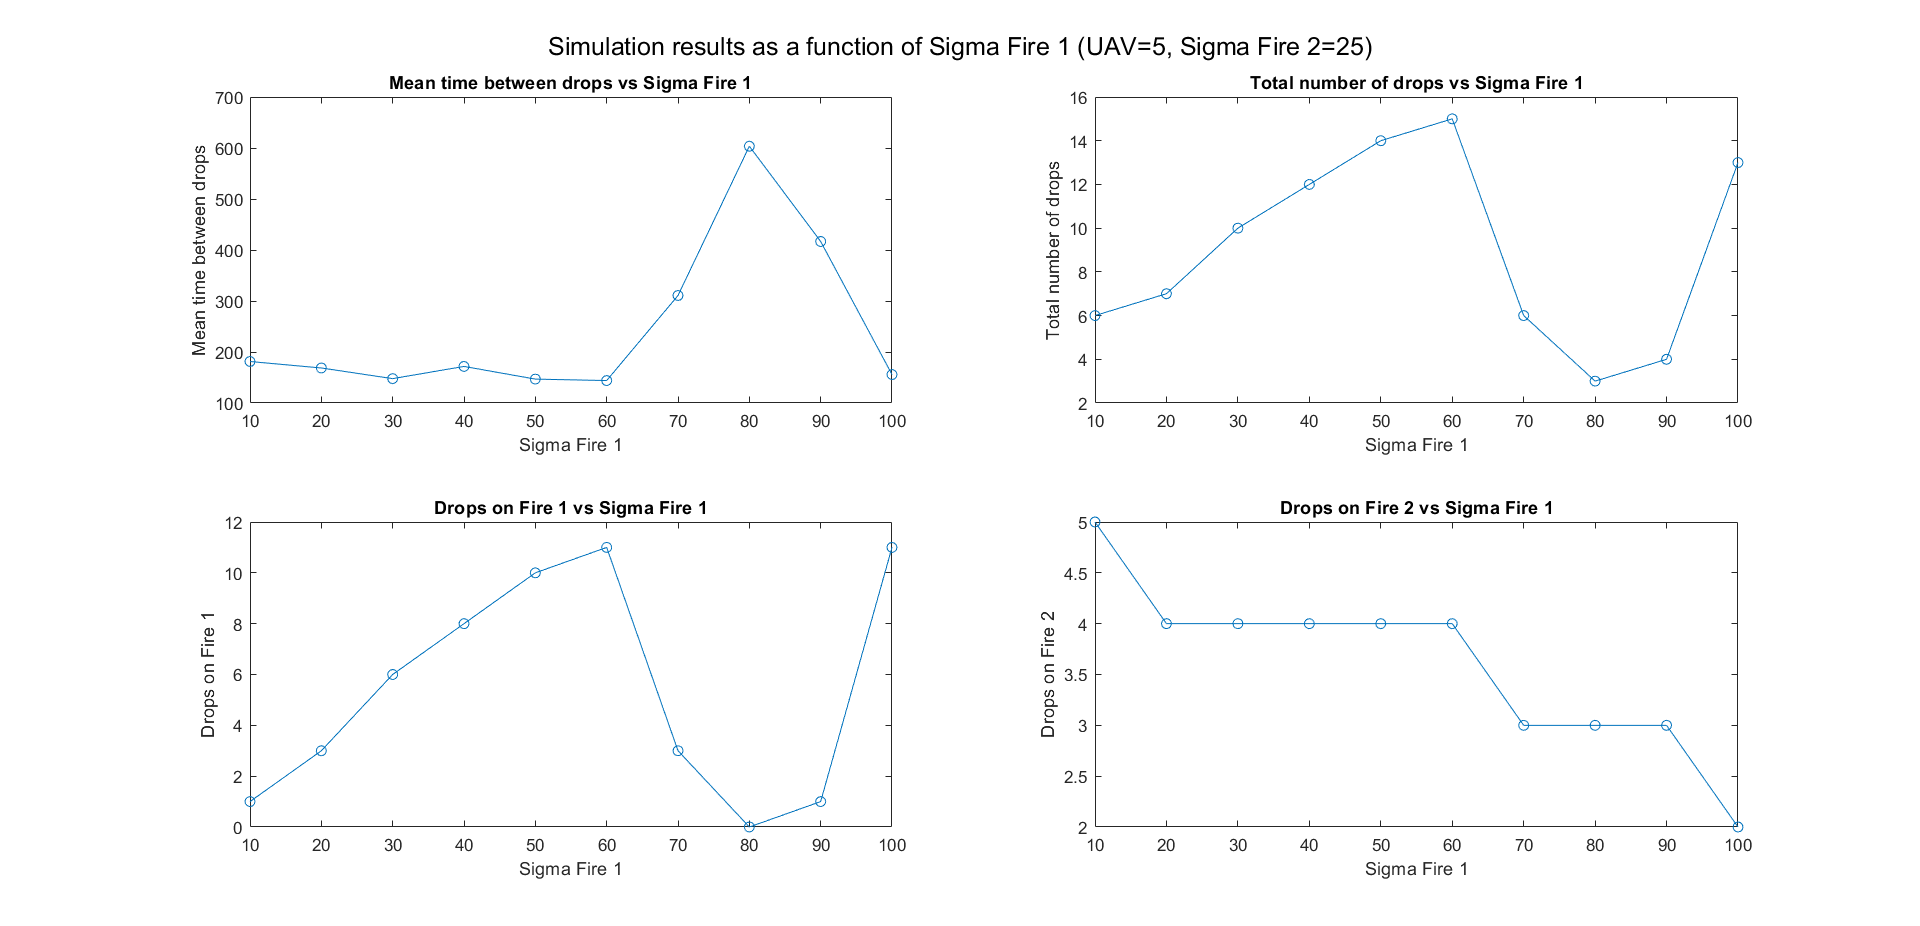 Simulation results as a function of Sigma Fire 1 (UAV=5, Sigma Fire 2=25)
Mean time between drops vs Sigma Fire 1
700
600
500
400
300
200
100
Mean time between drops
10 20 30 40 50 60 70 80 90 100
Sigma Fire 1
Total number of drops vs Sigma Fire 1
16
14
12
10
8
6
4
2
Total number of drops
10 20 30 40 50 60 70 80 90 100
Sigma Fire 1
Drops on Fire 1 vs Sigma Fire 1
12
10
8
6
4
2
0
Drops on Fire 1
10 20 30 40 50 60 70 80 90 100
Sigma Fire 1
Drops on Fire 2 vs Sigma Fire 1
5
4.5
4
3.5
3
2.5
2
Drops on Fire 2
10 20 30 40 50 60 70 80 90 100
Sigma Fire 1